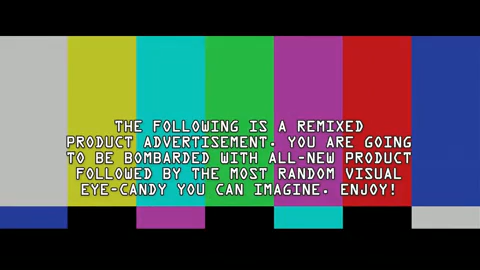 THE FOLLOWING IS A REMIXED
PRODUCT ADVERTISEMENT. YOU ARE GOING
TO BE BOMBARDED WITH ALL-NEW PRODUCT
FOLLOWED BY THE MOST RANDOM VISUAL
EYE-CANDY YOU CAN IMAGINE. ENJOY!